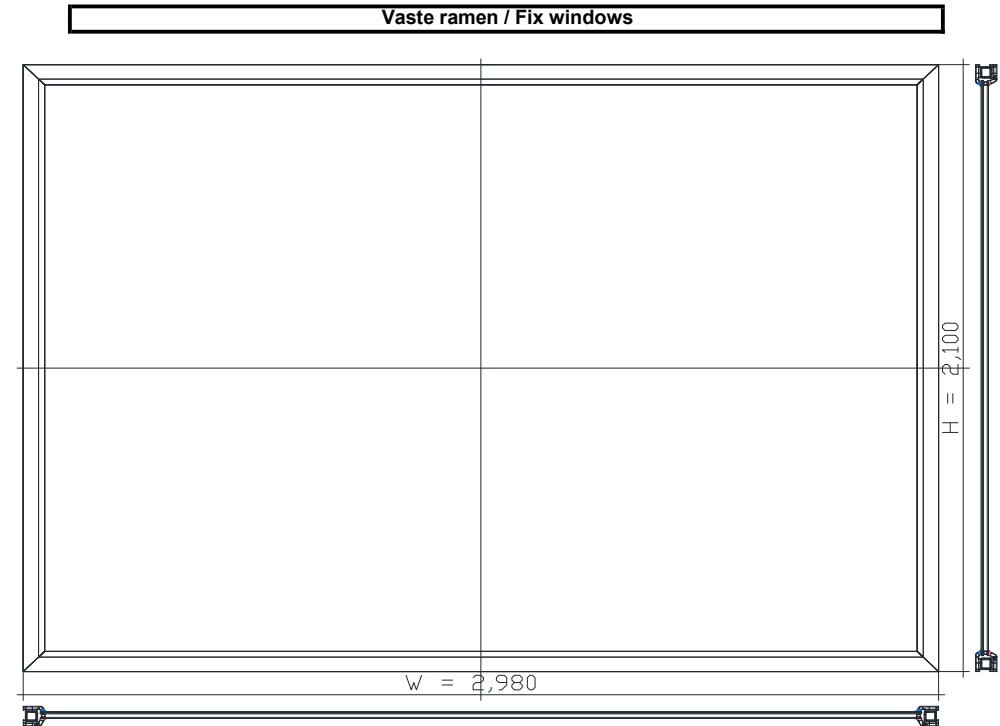 Vaste ramen / Fix windows
H = 2,100
W = 2,980